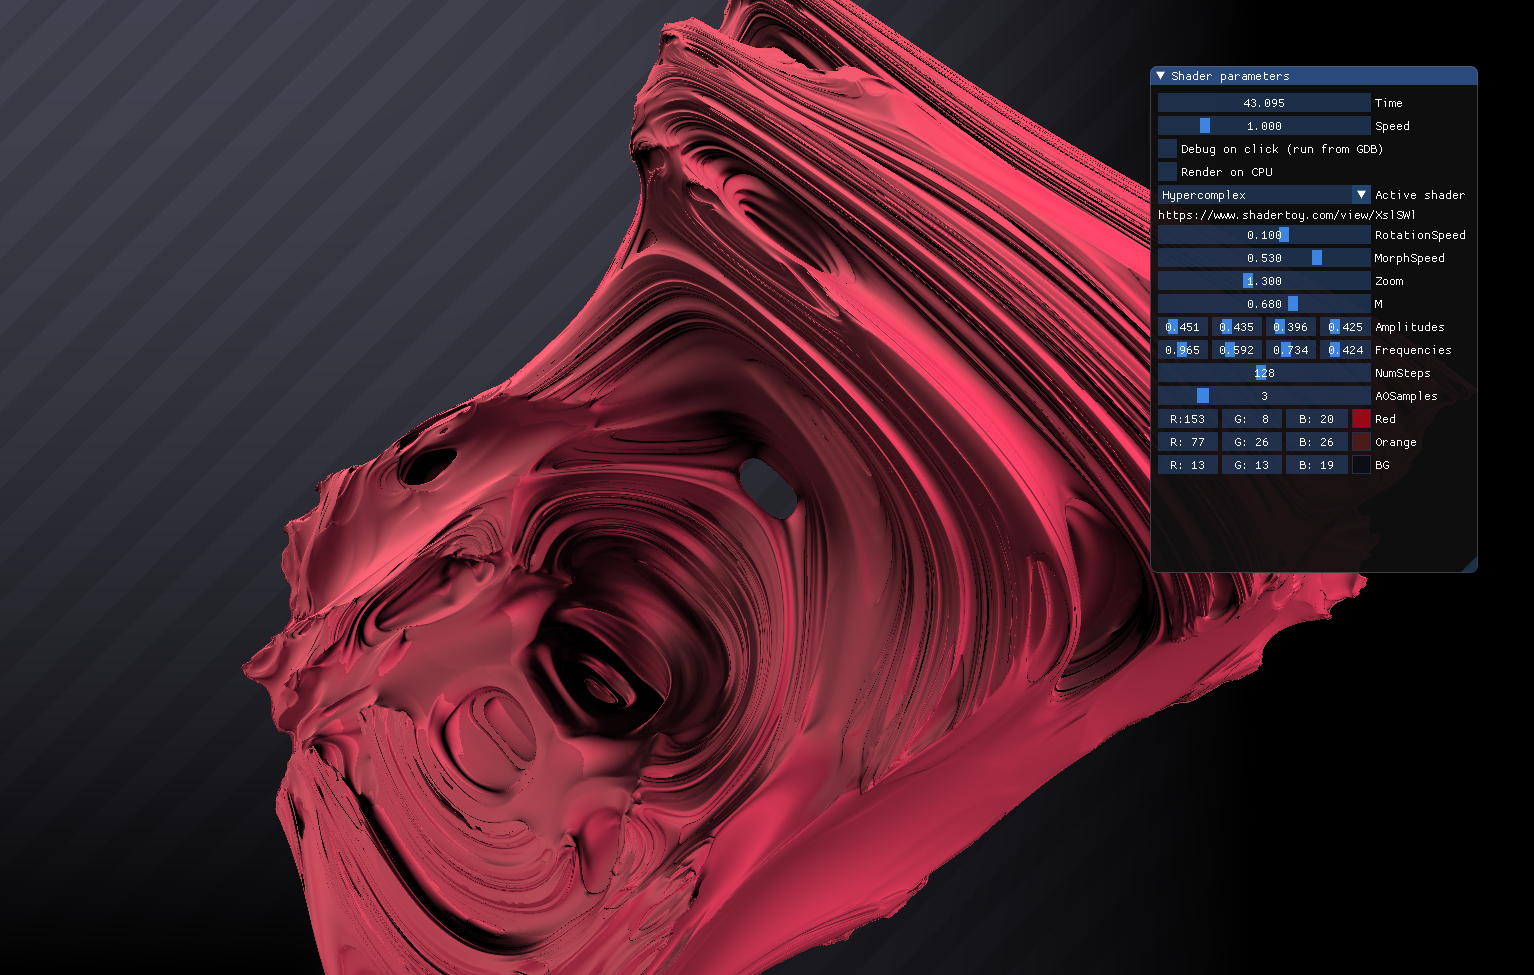 Shader parameters
43.095 Time
1.000 Speed
Debug on click (run from GDB)
Render on CPU
Hypercomplex Active shader
https://www.shadertoy.com/view/XslSWl
0.100 RotationSpeed
0.530 MorphSpeed
1.300 Zoom
0.680 M
0.451 0.435 0.396 0.425 Amplitudes
0.965 0.592 0.734 0.424 Frequencies
128 NumSteps
3 AOSamples
R:153 G: 8 B: 20 Red
R: 77 G: 26 B: 26 Orange
R: 13 G: 13 B: 19 BG